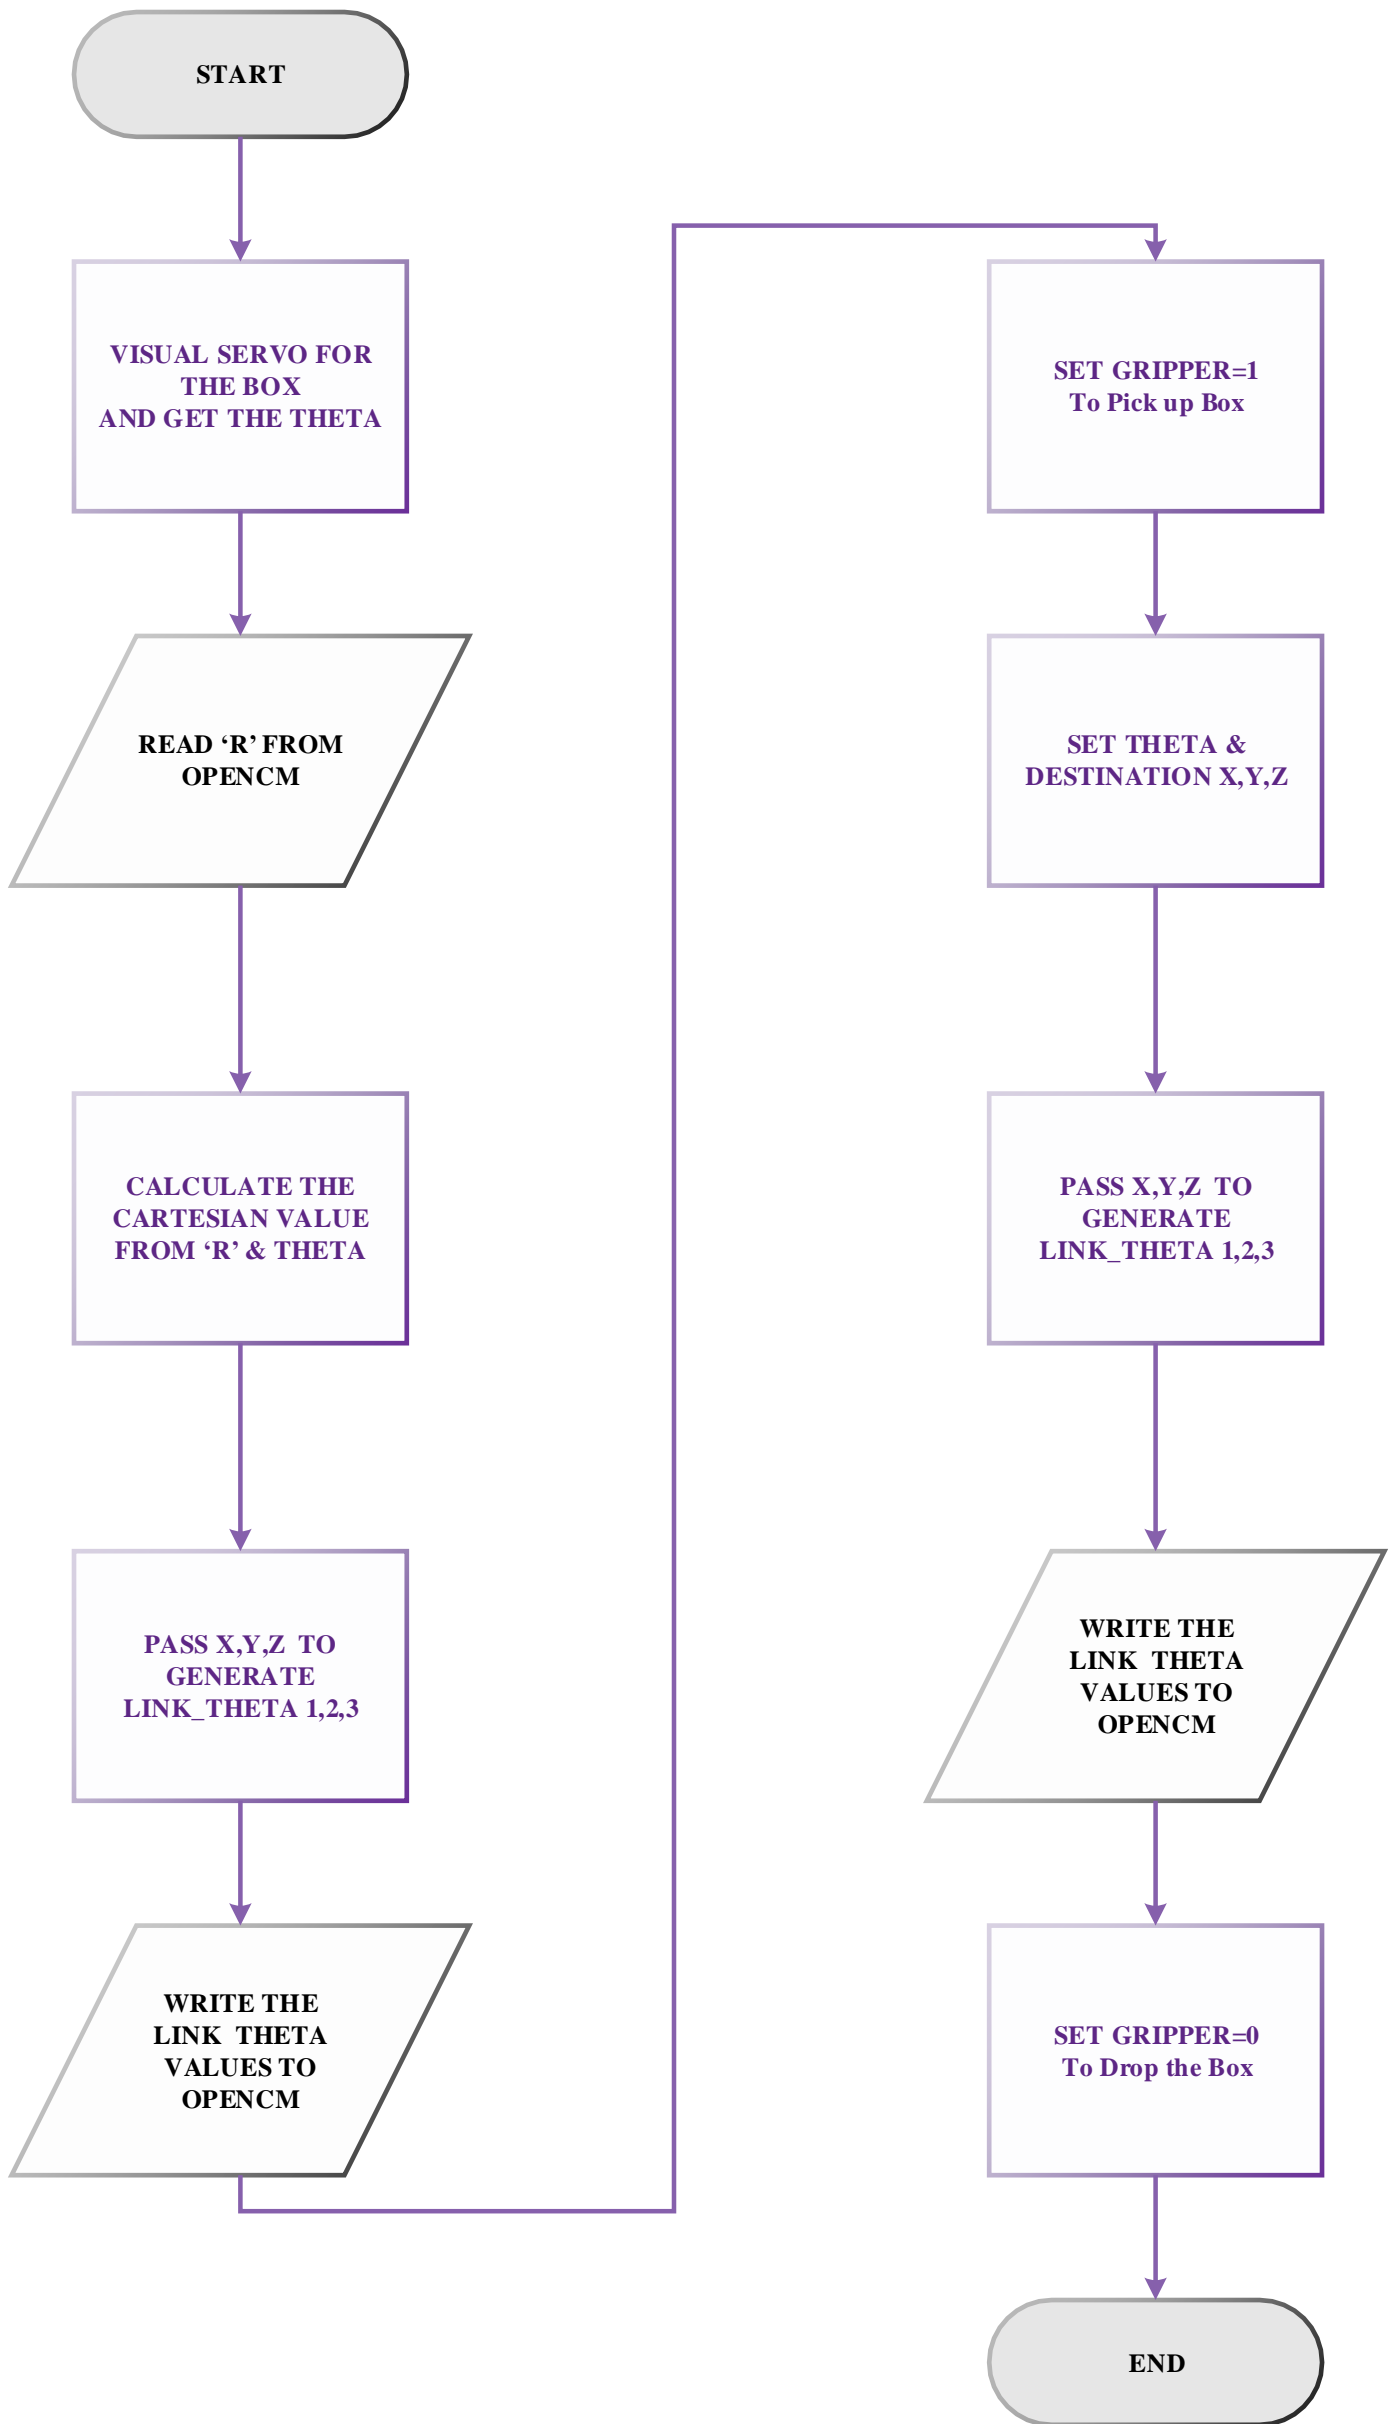 START
VISUAL SERVO FOR
THE BOX
AND GET THE THETA
READ ‘R’ FROM
OPENCM
CALCULATE THE
CARTESIAN VALUE
FROM ‘R’ & THETA
PASS X,Y,Z TO
GENERATE
LINK_THETA 1,2,3
WRITE THE
LINK THETA
VALUES TO
OPENCM
SET GRIPPER=1
To Pick up Box
SET THETA &
DESTINATION X,Y,Z
PASS X,Y,Z TO
GENERATE
LINK_THETA 1,2,3
WRITE THE
LINK THETA
VALUES TO
OPENCM
SET GRIPPER=0
To Drop the Box
END